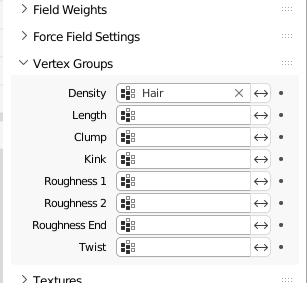 Field Weights
Force Field Settings
Vertex Groups
Density Hair
Length
Clump
Kink
Roughness 1
Roughness 2
Roughness End
Twist
Textures